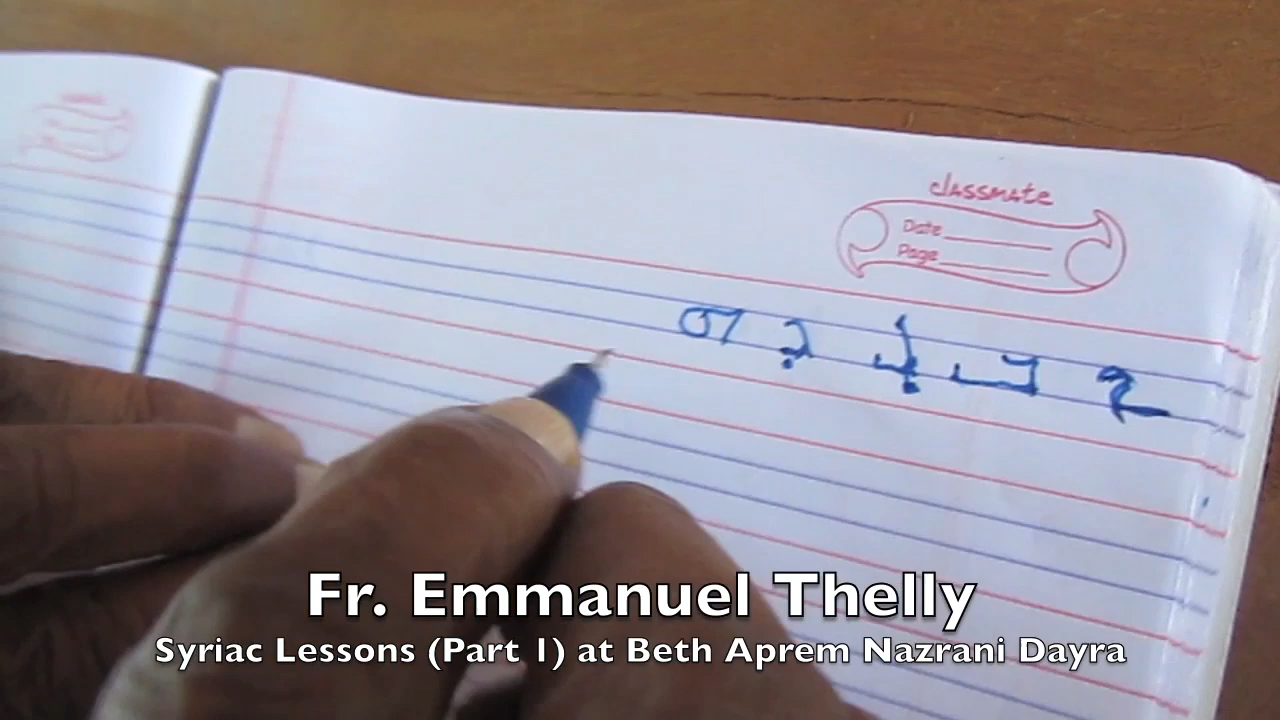 classmate
Date
Page
ܐ ܒ ܓ ܕ ܗ
Fr. Emmanuel Thelly
Syriac Lessons (Part 1) at Beth Aprem Nazrani Dayra